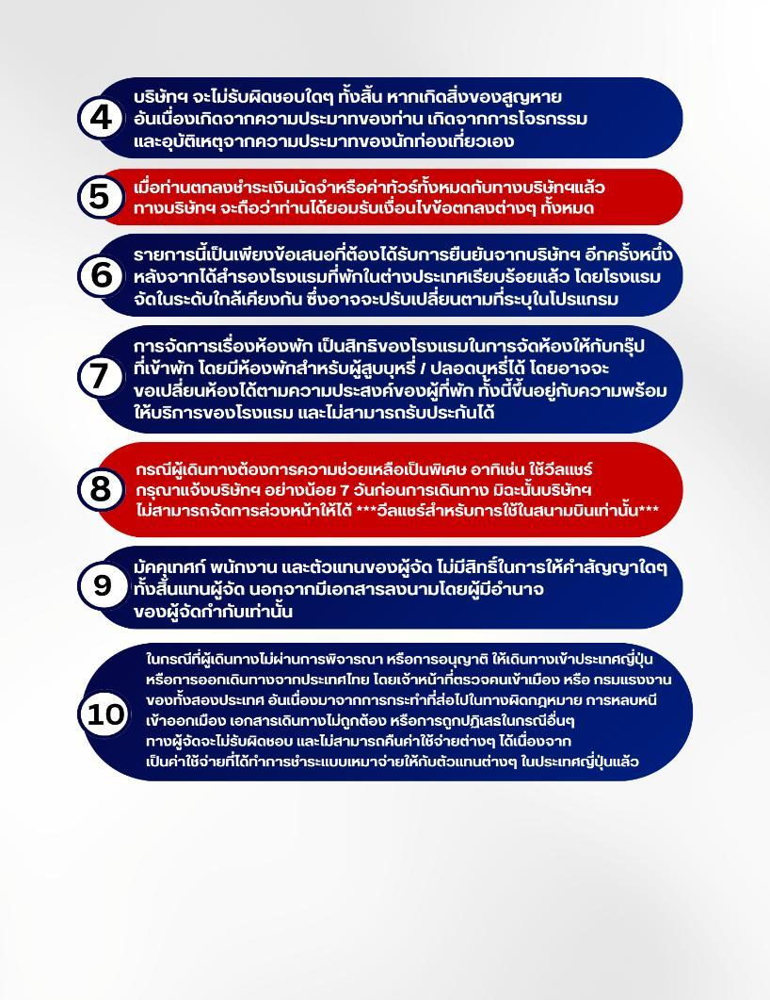 4
บริษัทฯ จะไม่รับผิดชอบใดๆ ทั้งสิ้น หากเกิดสิ่งของสูญหาย
อันเนื่องเกิดจากความประมาทของท่าน เกิดจากการโจรกรรม
และอุบัติเหตุจากความประมาทของนักท่องเที่ยวเอง
5
เมื่อท่านตกลงชำระเงินมัดจำหรือค่าทัวร์ทั้งหมดกับทางบริษัทฯแล้ว
ทางบริษัทฯ จะถือว่าท่านได้ยอมรับเงื่อนไขข้อตกลงต่างๆ ทั้งหมด
6
รายการนี้เป็นเพียงข้อเสนอที่ต้องได้รับการยืนยันจากบริษัทฯ อีกครั้งหนึ่ง
หลังจากได้สำรองโรงแรมที่พักในต่างประเทศเรียบร้อยแล้ว โดยโรงแรม
จัดในระดับใกล้เคียงกัน ซึ่งอาจจะปรับเปลี่ยนตามที่ระบุในโปรแกรม
7
การจัดการเรื่องห้องพัก เป็นสิทธิของโรงแรมในการจัดห้องให้กับกรุ๊ป
ที่เข้าพัก โดยมีห้องพักสำหรับผู้สูบบุหรี่ / ปลอดบุหรี่ได้ โดยอาจจะ
ขอเปลี่ยนห้องได้ตามความประสงค์ของผู้ที่พัก ทั้งนี้ขึ้นอยู่กับความพร้อม
ให้บริการของโรงแรม และไม่สามารถรับประกันได้
8
กรณีผู้เดินทางต้องการความช่วยเหลือเป็นพิเศษ อาทิเช่น ใช้วีลแชร์
กรุณาแจ้งบริษัทฯ อย่างน้อย 7 วันก่อนการเดินทาง มิฉะนั้นบริษัทฯ
ไม่สามารถจัดการล่วงหน้าให้ได้ ***วีลแชร์สำหรับการใช้ในสนามบินเท่านั้น***
9
มัคคุเทศก์ พนักงาน และตัวแทนของผู้จัด ไม่มีสิทธิ์ในการให้คำสัญญาใดๆ
ทั้งสิ้นแทนผู้จัด นอกจากมีเอกสารลงนามโดยผู้มีอำนาจ
ของผู้จัดกำกับเท่านั้น
10
ในกรณีที่ผู้เดินทางไม่ผ่านการพิจารณา หรือการอนุญาติ ให้เดินทางเข้าประเทศญี่ปุ่น
หรือการออกเดินทางจากประเทศไทย โดยเจ้าหน้าที่ตรวจคนเข้าเมือง หรือ กรมแรงงาน
ของทั้งสองประเทศ อันเนื่องมาจากการกระทำที่ส่อไปในทางผิดกฎหมาย การหลบหนี
เข้าออกเมือง เอกสารเดินทางไม่ถูกต้อง หรือการถูกปฏิเสธในกรณีอื่นๆ
ทางผู้จัดจะไม่รับผิดชอบ และไม่สามารถคืนค่าใช้จ่ายต่างๆ ได้เนื่องจาก
เป็นค่าใช้จ่ายที่ได้ทำการชำระแบบเหมาจ่ายให้กับตัวแทนต่างๆ ในประเทศญี่ปุ่นแล้ว